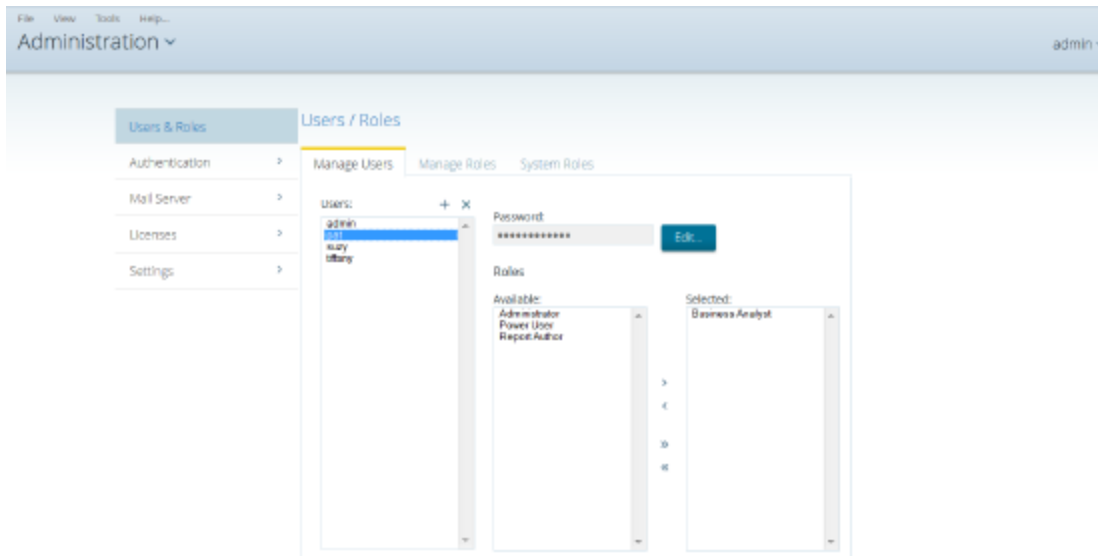 File View Tools Help...
Administration
admin
Users & Roles
Authentication
Mail Server
Licenses
Settings
Users / Roles
Manage Users Manage Roles System Roles
Users:
admin
pat
suzy
tiffany
Password:
************
Edit...
Roles
Available:
Administrator
Power User
Report Author
Selected:
Business Analyst